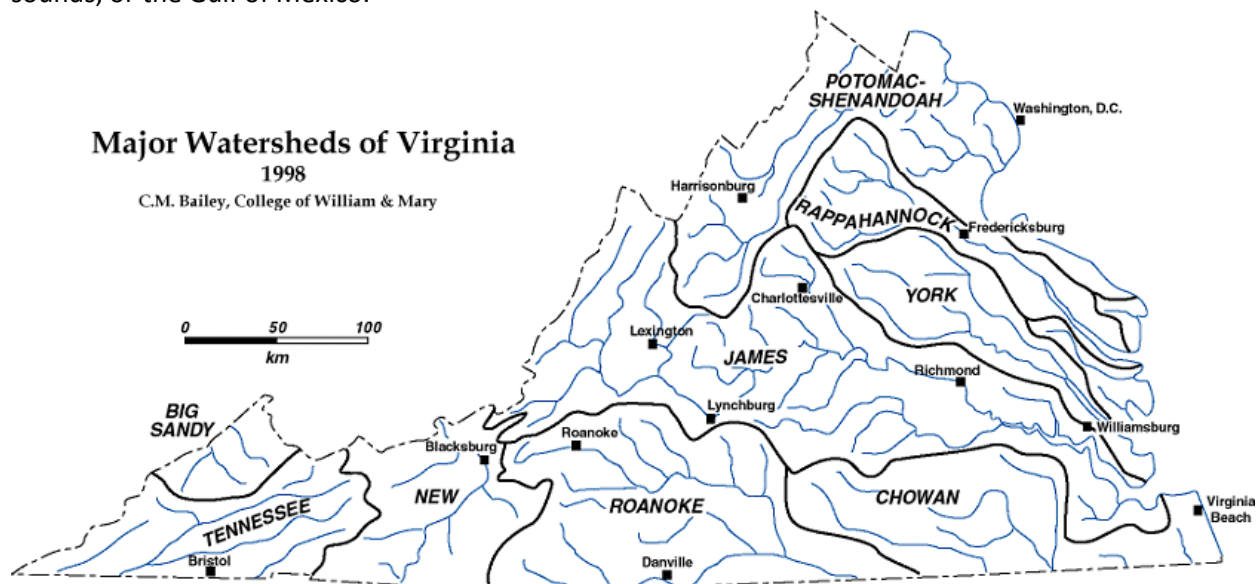 sounds, or the Gulf of Mexico.
Major Watersheds of Virginia
1998
C.M. Bailey, College of William & Mary
0 50 100
km
POTOMAC-
SHENANDOAH
Washington, D.C.
Harrisonburg
RAPPAHANNOCK
Fredericksburg
Charlottesville
YORK
Lexington
JAMES
Richmond
BIG
SANDY
Lynchburg
Williamsburg
Roanoke
Blacksburg
NEW
ROANOKE
CHOWAN
Virginia
Beach
TENNESSEE
Bristol
Danville